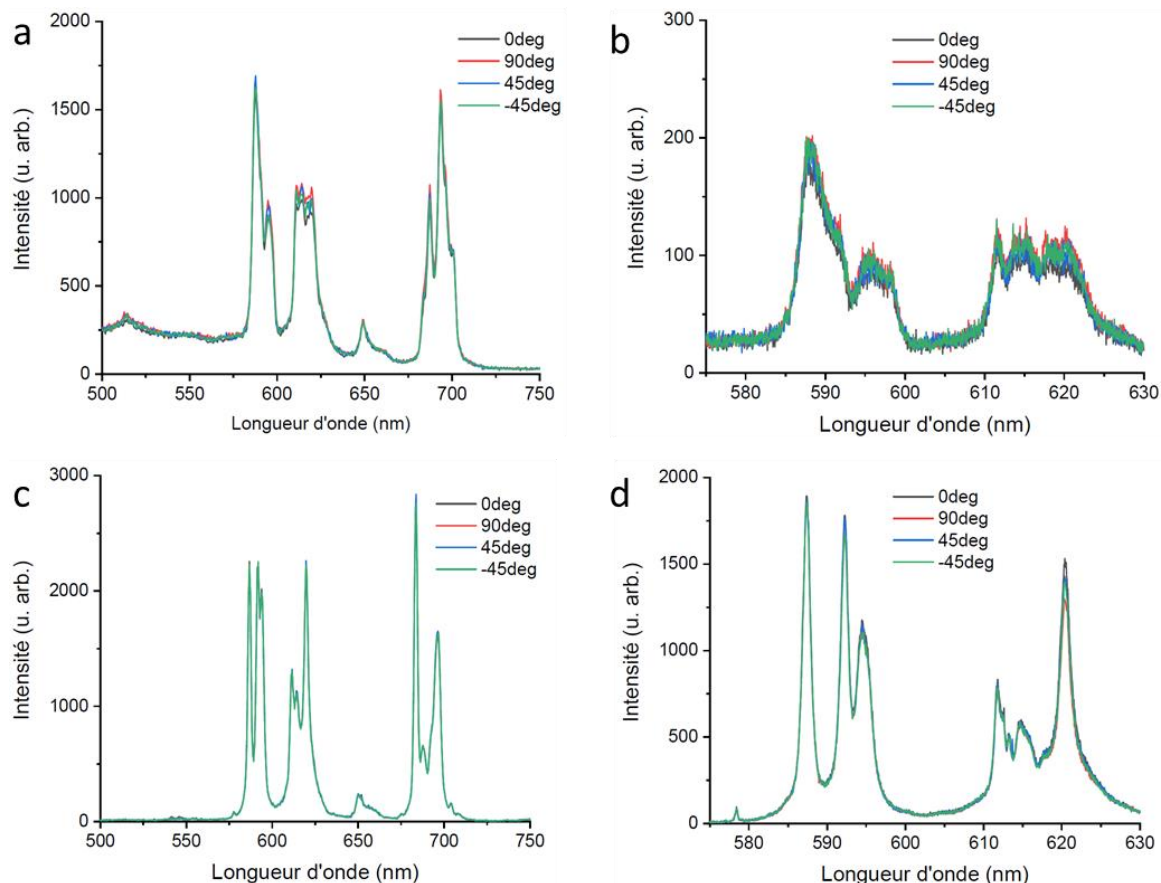 a
2000
1500
1000
500
0
Intensité (u. arb.)
0deg
90deg
45deg
-45deg
500 550 600 650 700 750
Longueur d'onde (nm)
b
300
200
100
0
Intensité (u. arb.)
0deg
90deg
45deg
-45deg
580 590 600 610 620 630
Longueur d'onde (nm)
c
3000
2000
1000
0
Intensité (u. arb.)
0deg
90deg
45deg
-45deg
500 550 600 650 700 750
Longueur d'onde (nm)
d
2000
1500
1000
500
0
Intensité (u. arb.)
0deg
90deg
45deg
-45deg
580 590 600 610 620 630
Longueur d'onde (nm)